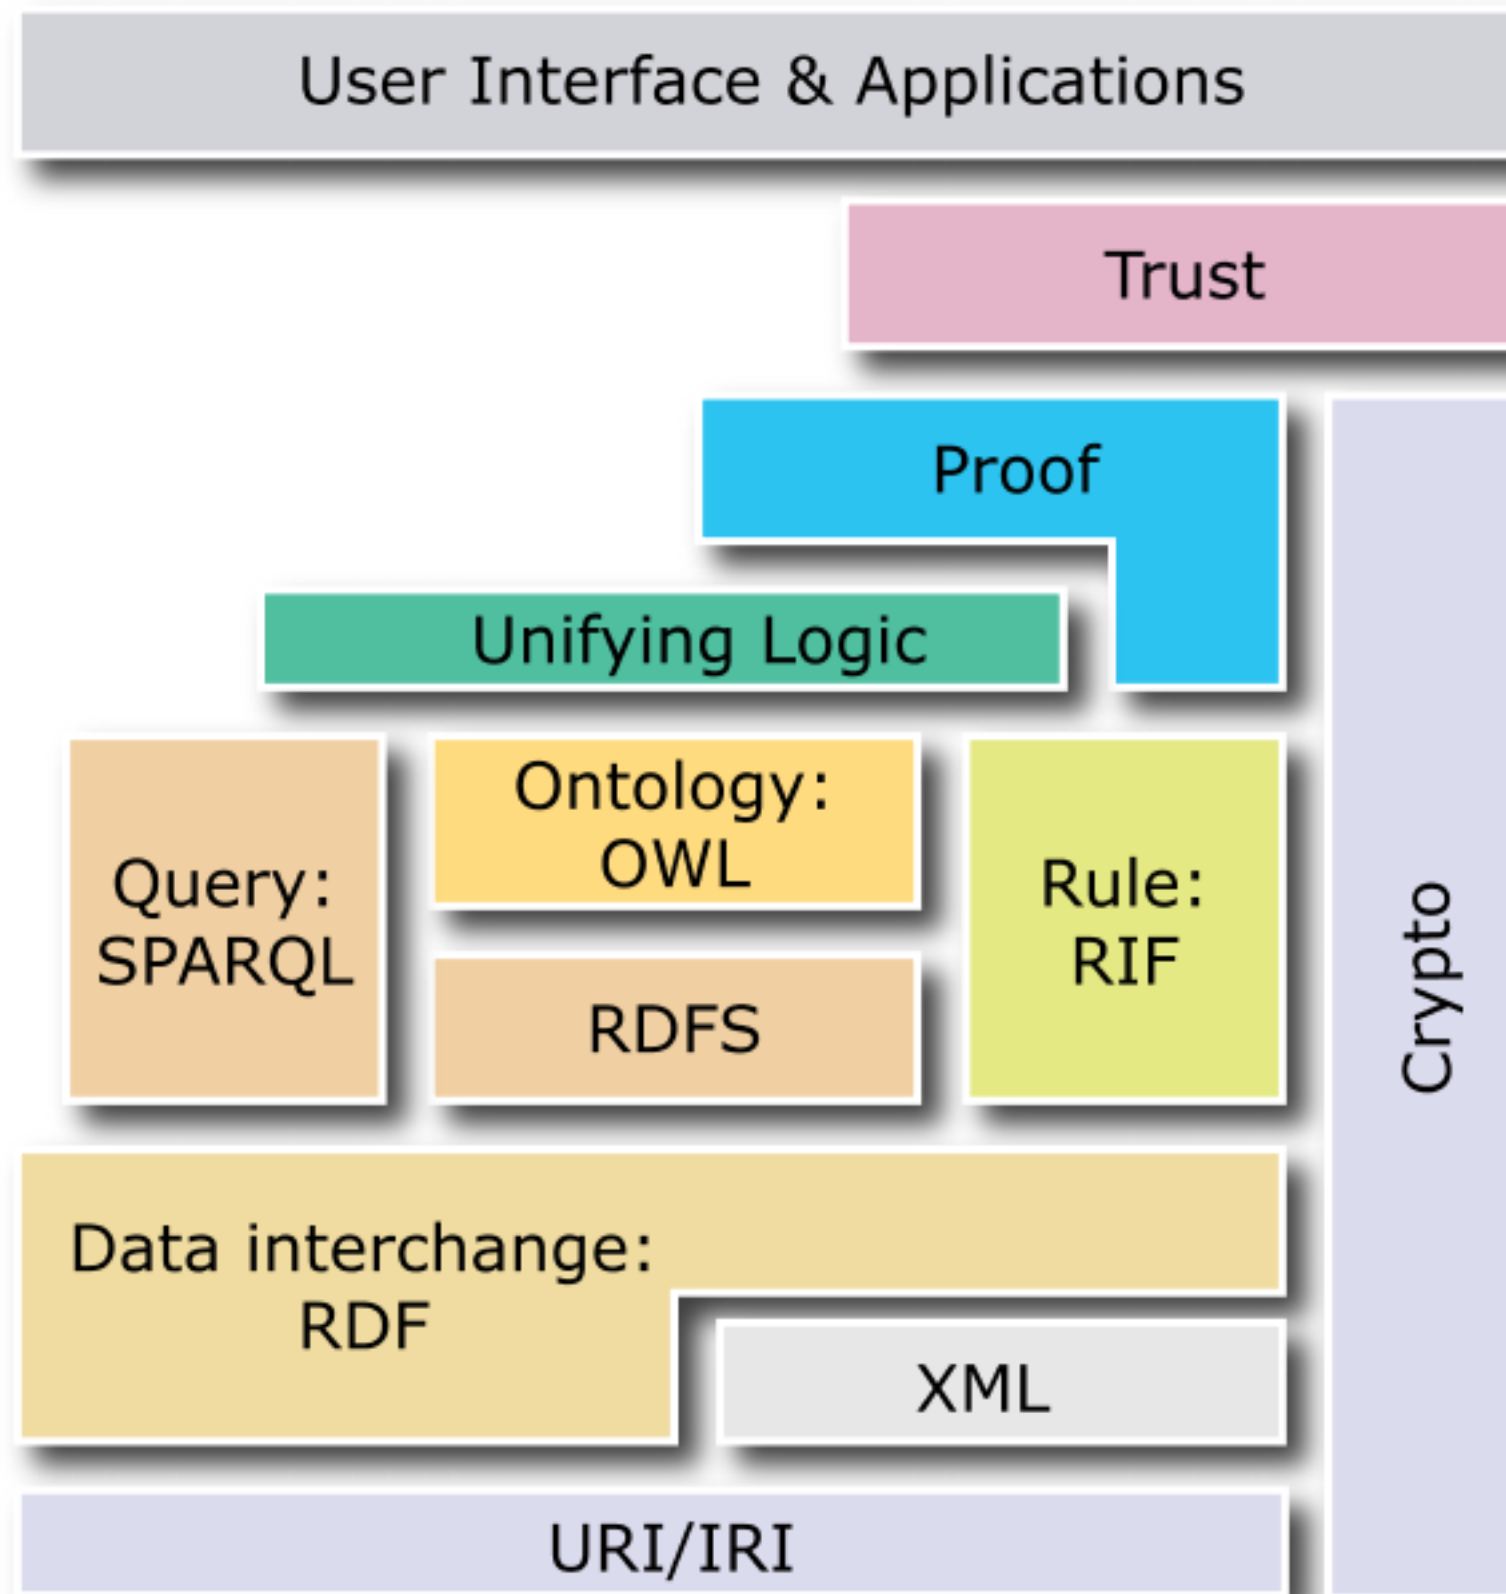 User Interface & Applications
Trust
Proof
Unifying Logic
Query:
SPARQL
Ontology:
OWL
RDFS
Rule:
RIF
Crypto
Data interchange:
RDF
XML
URI/IRI